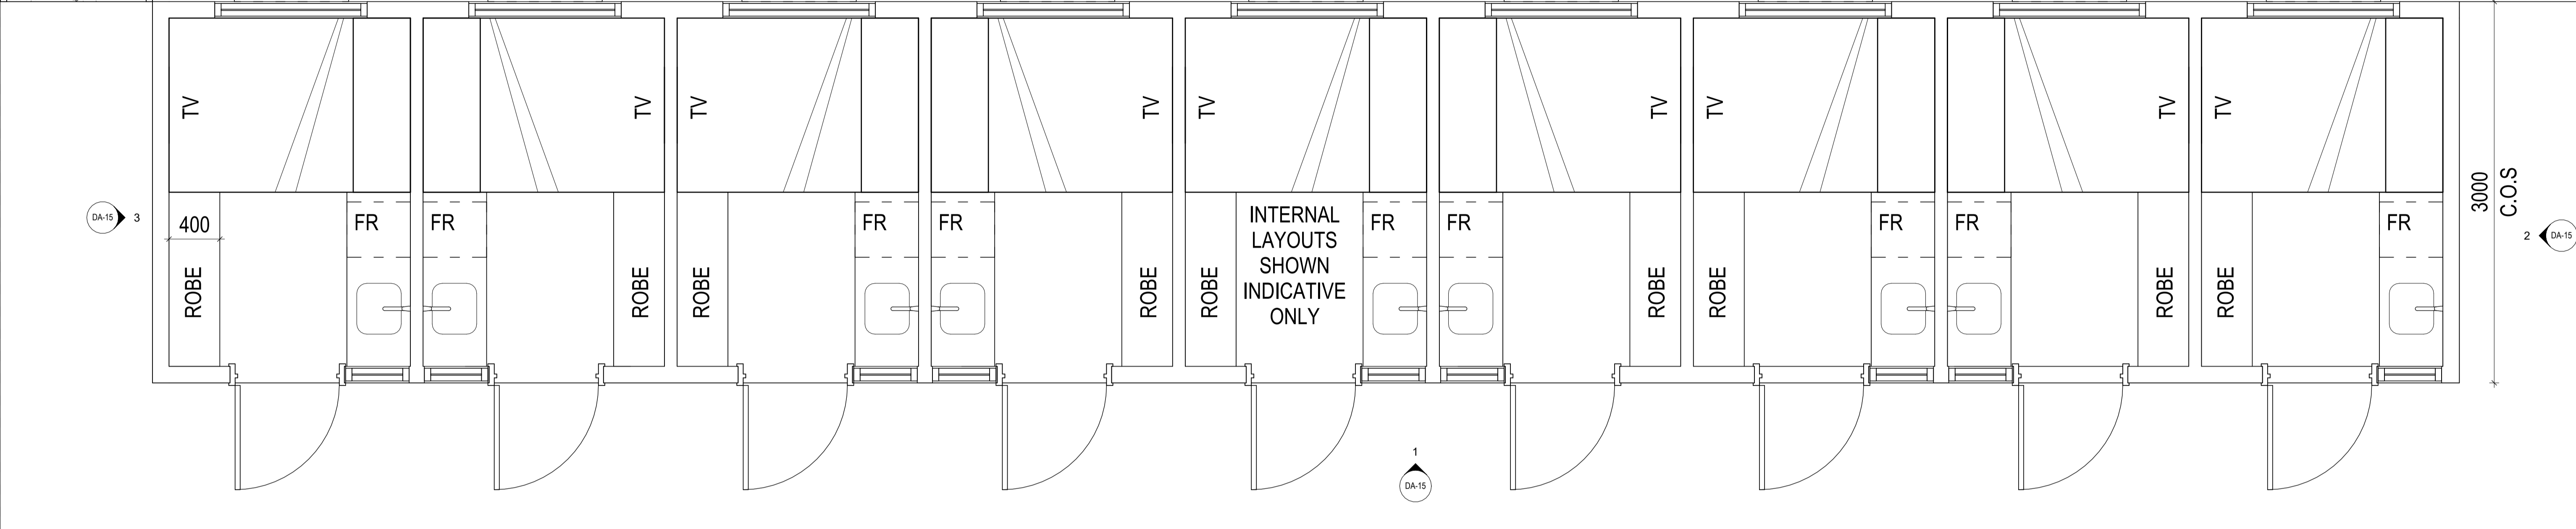 TV
TV
TV
TV
TV
TV
TV
TV
TV
400
FR
FR
FR
FR
INTERNAL
LAYOUTS
SHOWN
INDICATIVE
ONLY
FR
FR
FR
FR
FR
3000
C.O.S
DA-15
3
2
DA-15
ROBE
ROBE
ROBE
ROBE
ROBE
ROBE
ROBE
ROBE
ROBE
1
DA-15